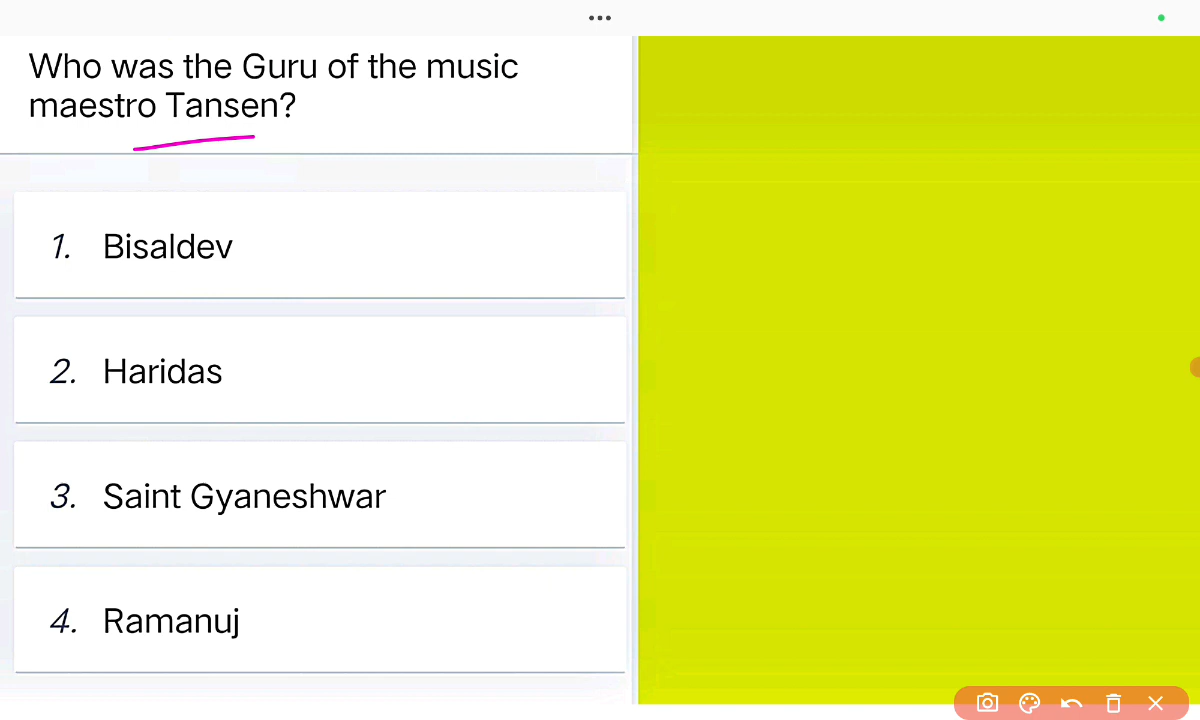 Who was the Guru of the music
maestro Tansen?
1. Bisaldev
2. Haridas
3. Saint Gyaneshwar
4. Ramanuj